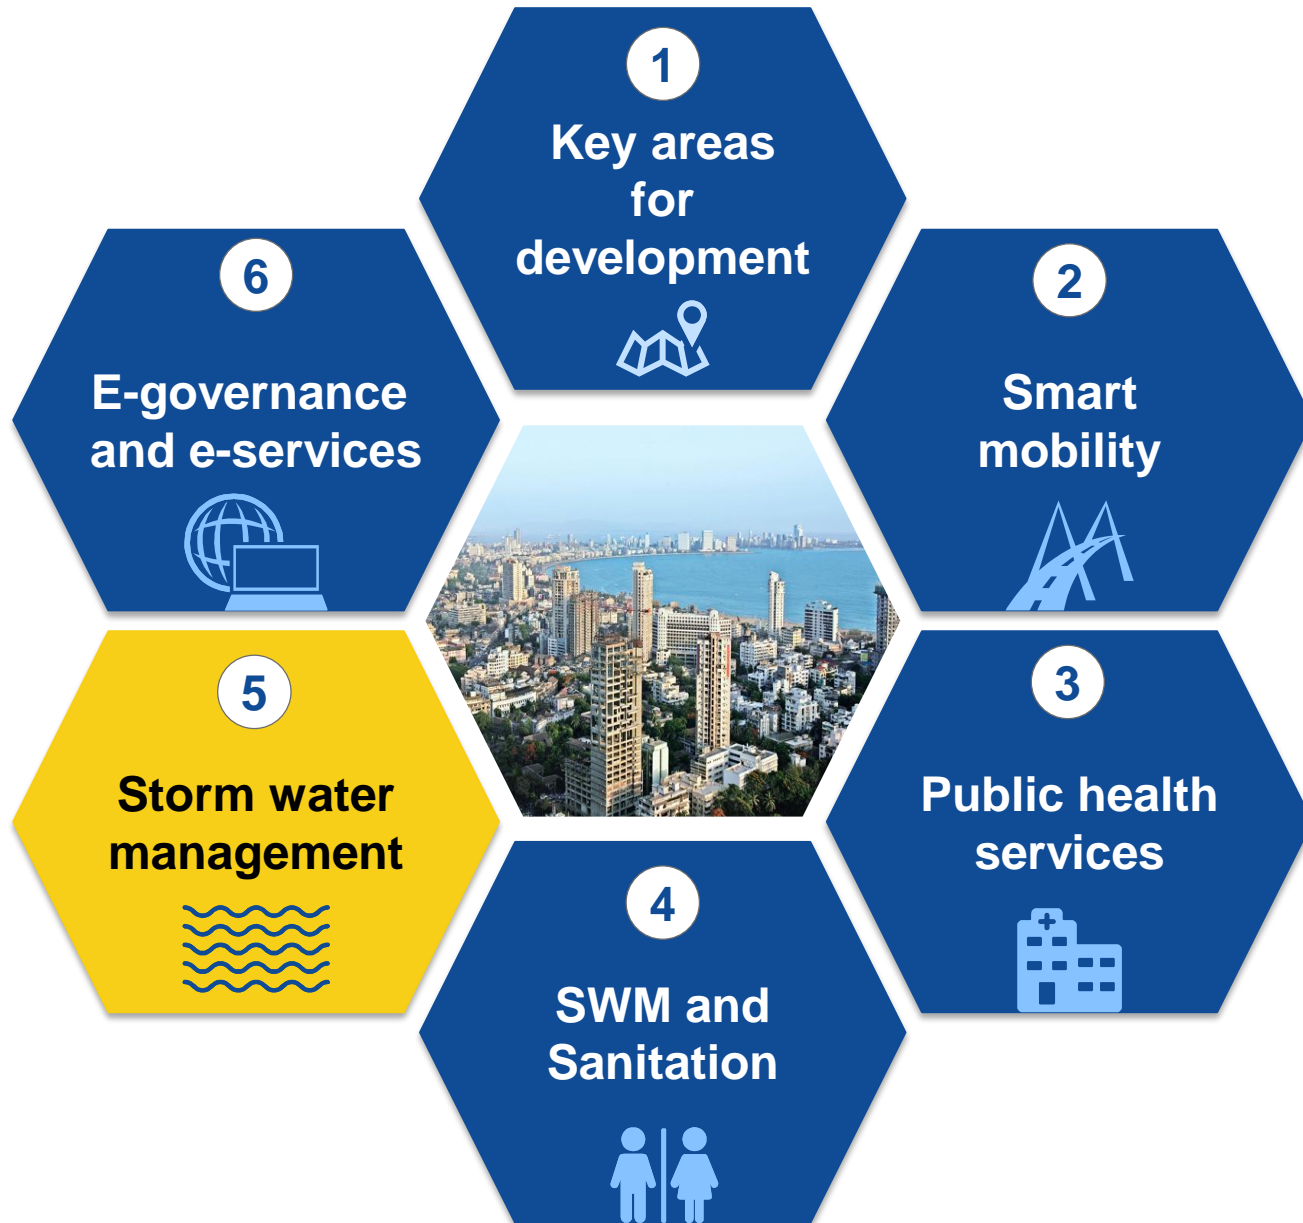 1
Key areas
for
development
2
Smart
mobility
3
Public health
services
4
SWM and
Sanitation
5
Storm water
management
6
E-governance
and e-services